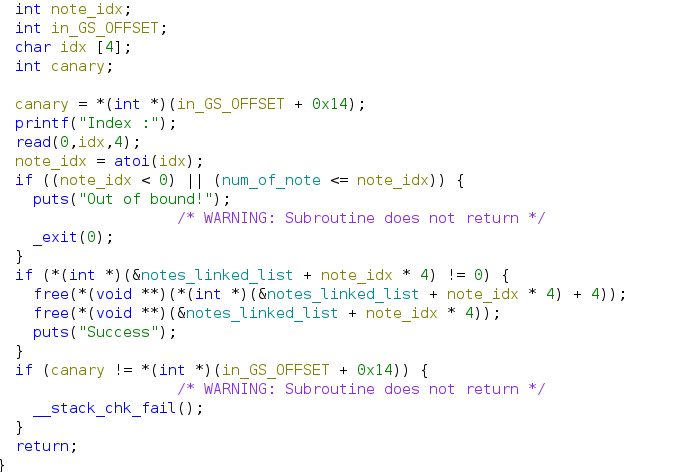 int note_idx;
int in_GS_OFFSET;
char idx [4];
int canary;
canary = *(int *)(in_GS_OFFSET + 0x14);
printf("Index :");
read(0,idx,4);
note_idx = atoi(idx);
if ((note_idx < 0) || (num_of_note <= note_idx)) {
puts("Out of bound!");
/* WARNING: Subroutine does not return */
_exit(0);
}
if (*(int *)(&notes_linked_list + note_idx * 4) != 0) {
free(*(void **)(*(int *)(&notes_linked_list + note_idx * 4) + 4));
free(*(void **)(&notes_linked_list + note_idx * 4));
puts("Success");
}
if (canary != *(int *)(in_GS_OFFSET + 0x14)) {
/* WARNING: Subroutine does not return */
__stack_chk_fail();
}
return;
}